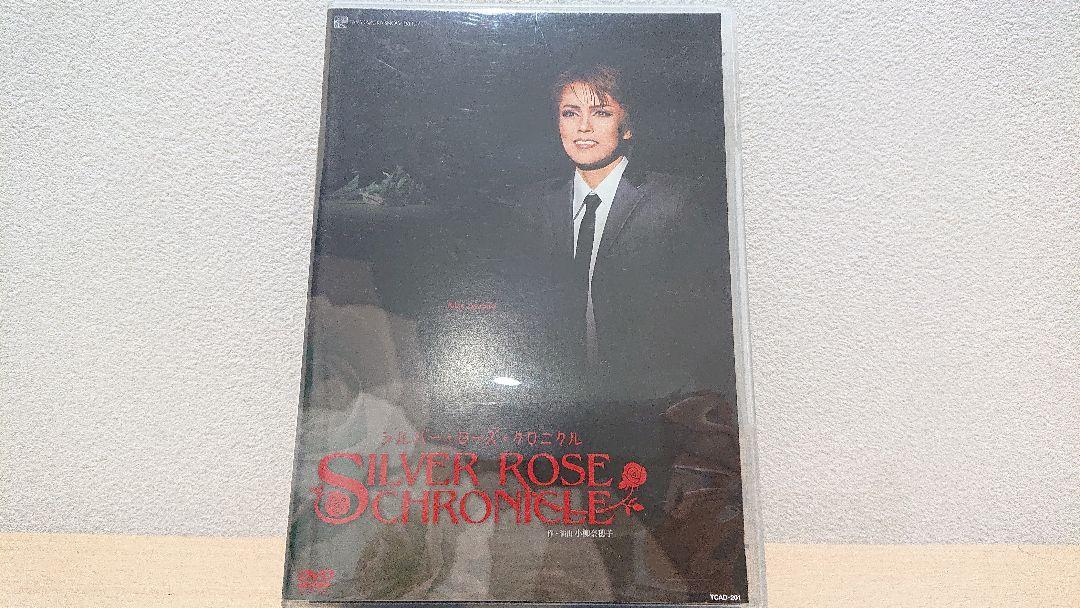 シルバー・ローズ・クロニクル
SILVER ROSE
CHRONICLE
作・演出 小柳奈穂子
DVD
TCAD-201